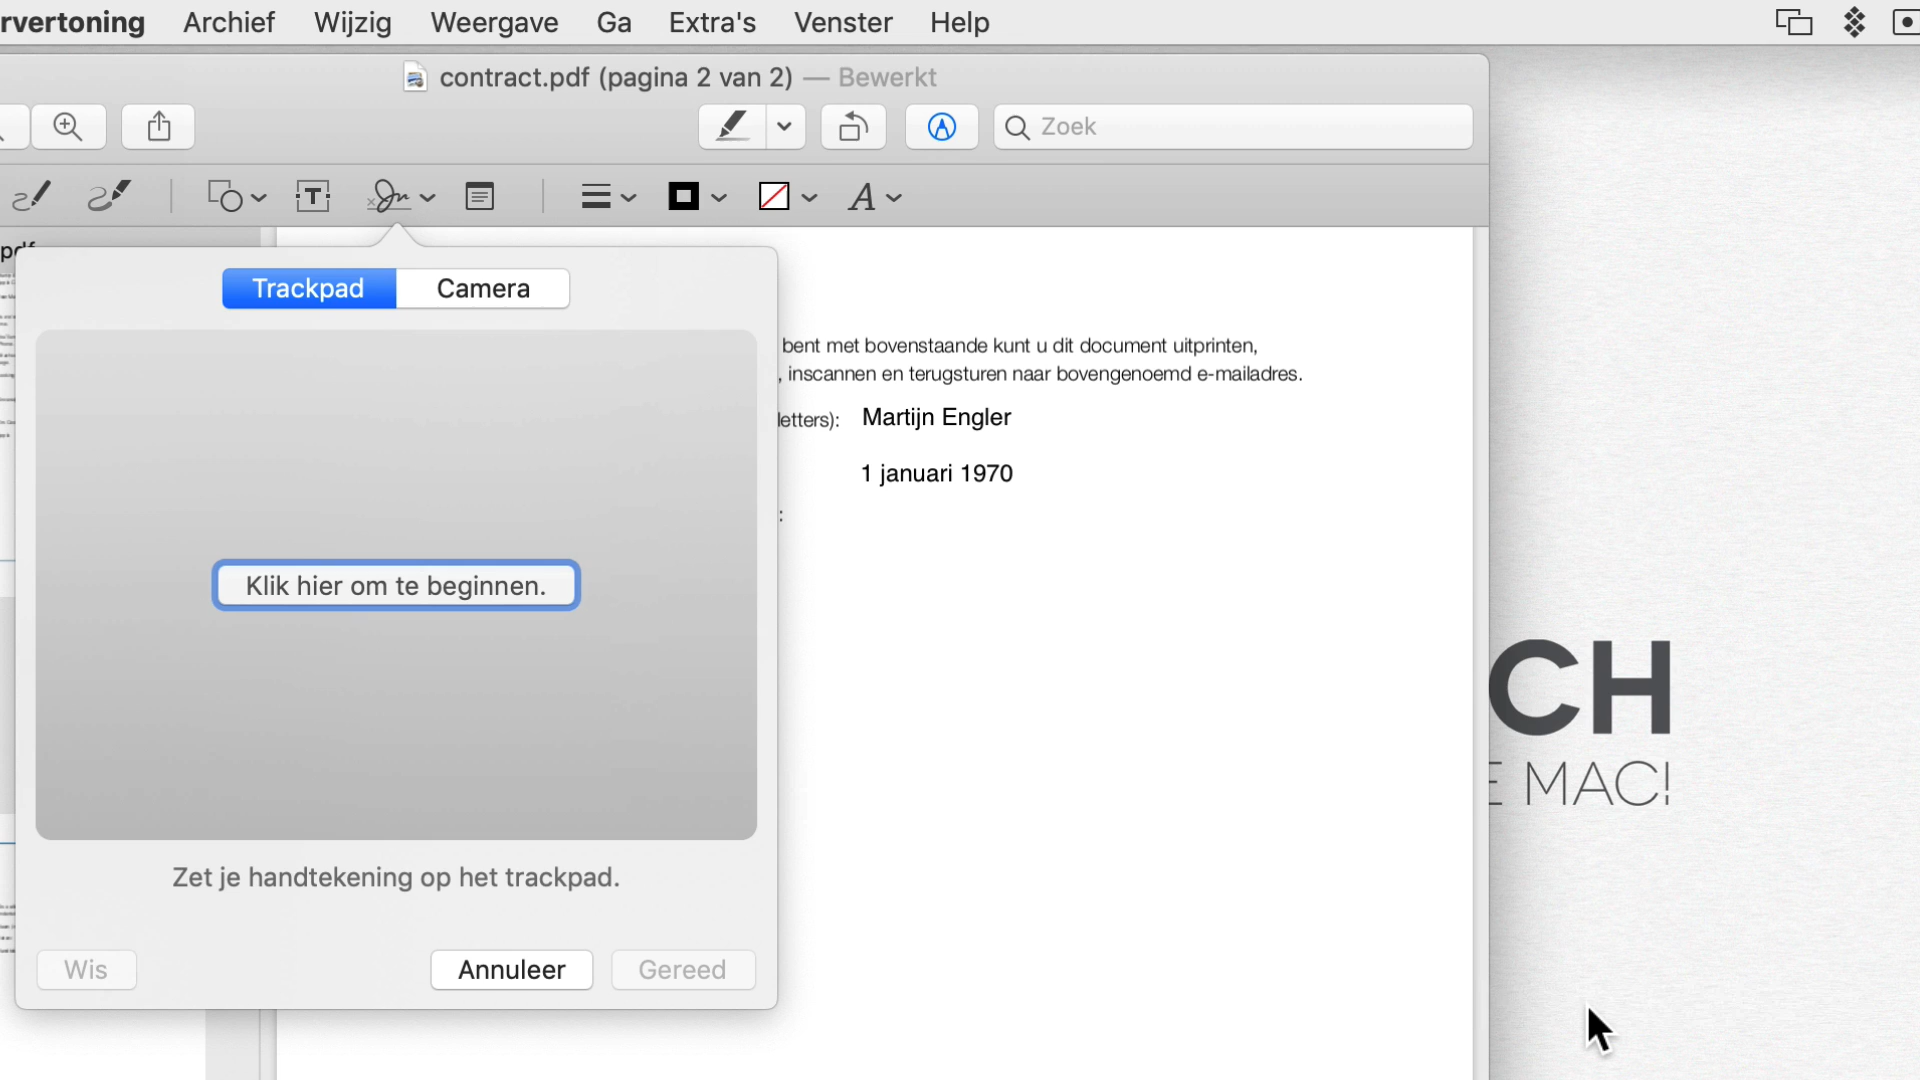 rvertoning Archief Wijzig Weergave Ga Extra's Venster Help
contract.pdf (pagina 2 van 2) — Bewerkt
Zoek
pdf
Trackpad Camera
bent met bovenstaande kunt u dit document uitprinten,
, inscannen en terugsturen naar bovengenoemd e-mailadres.
letters): Martijn Engler
1 januari 1970
:
Klik hier om te beginnen.
CH
E MAC!
Zet je handtekening op het trackpad.
Wis Annuleer Gereed